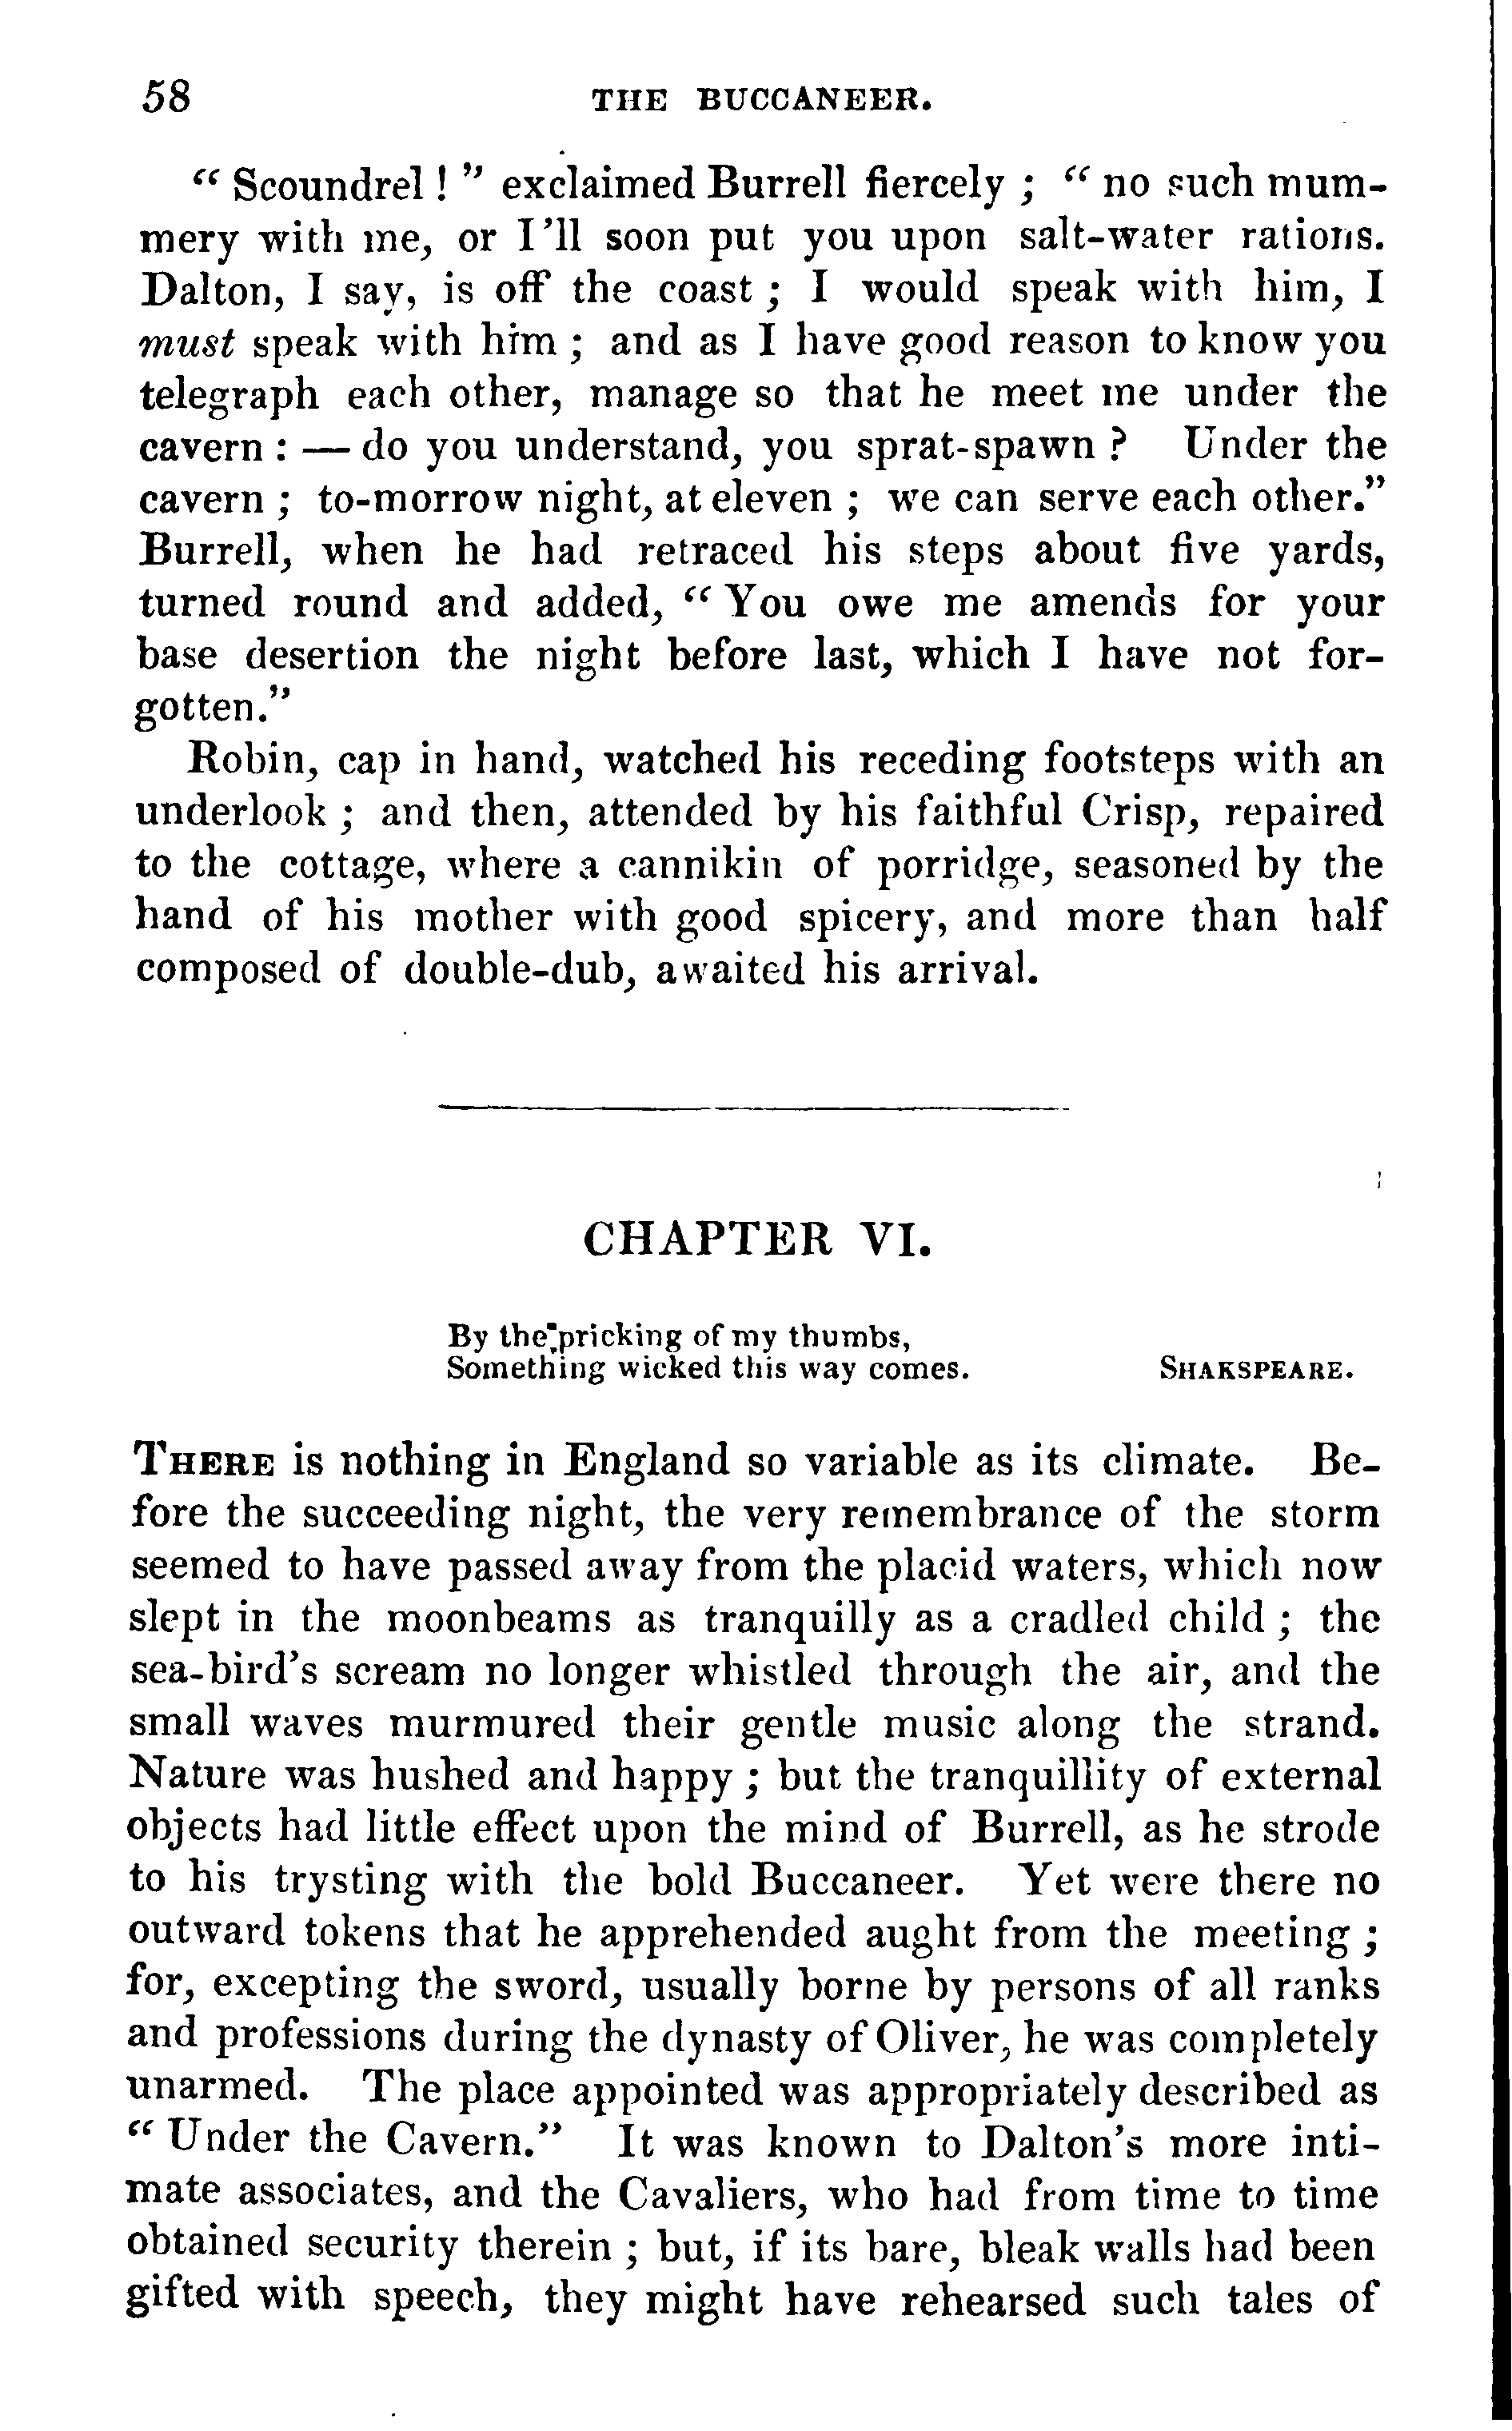 58 THE BUCCANEER.
“Scoundrel!” exclaimed Burrell fiercely; “no such mum-
mery with me, or I'll soon put you upon salt-water rations.
Dalton, I say, is off the coast; I would speak with him, I
must speak with him; and as I have good reason to know you
telegraph each other, manage so that he meet me under the
cavern:—do you understand, you sprat-spawn? Under the
cavern; to-morrow night, at eleven; we can serve each other.”
Burrell, when he had retraced his steps about five yards,
turned round and added, “You owe me amends for your
base desertion the night before last, which I have not for-
gotten.”
Robin, cap in hand, watched his receding footsteps with an
underlook; and then, attended by his faithful Crisp, repaired
to the cottage, where a cannikin of porridge, seasoned by the
hand of his mother with good spicery, and more than half
composed of double-dub, awaited his arrival.
CHAPTER VI.
By the pricking of my thumbs,
Something wicked this way comes. SHAKSPEARE.
THERE is nothing in England so variable as its climate. Be-
fore the succeeding night, the very remembrance of the storm
seemed to have passed away from the placid waters, which now
slept in the moonbeams as tranquilly as a cradled child; the
sea-bird's scream no longer whistled through the air, and the
small waves murmured their gentle music along the strand.
Nature was hushed and happy; but the tranquillity of external
objects had little effect upon the mind of Burrell, as he strode
to his trysting with the bold Buccaneer. Yet were there no
outward tokens that he apprehended aught from the meeting;
for, excepting the sword, usually borne by persons of all ranks
and professions during the dynasty of Oliver, he was completely
unarmed. The place appointed was appropriately described as
“Under the Cavern.” It was known to Dalton's more inti-
mate associates, and the Cavaliers, who had from time to time
obtained security therein; but, if its bare, bleak walls had been
gifted with speech, they might have rehearsed such tales of